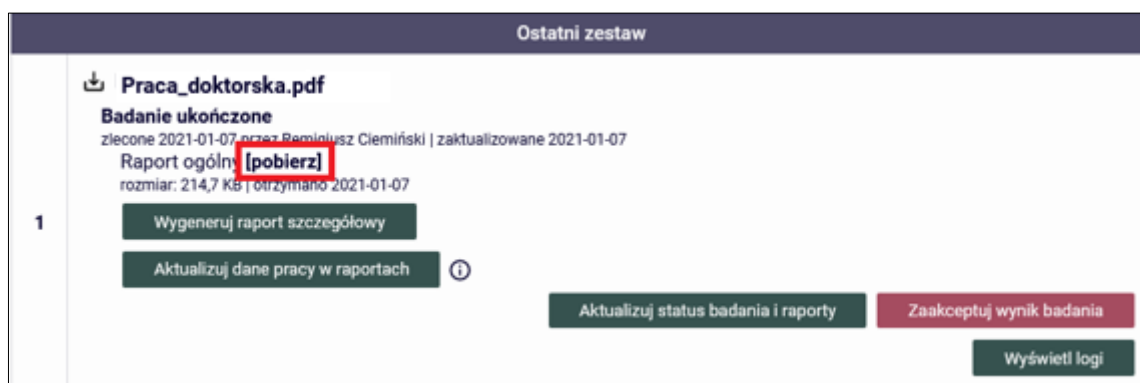 Ostatni zestaw
Praca_doktorska.pdf
Badanie ukończone
zlecone 2021-01-07 przez Remigiusz Ciemiński | zaktualizowane 2021-01-07
Raport ogólny [pobierz]
rozmiar: 214,7 KB | otrzymano 2021-01-07
1
Wygeneruj raport szczegółowy
Aktualizuj dane pracy w raportach
Aktualizuj status badania i raporty
Zaakceptuj wynik badania
Wyświetl logi